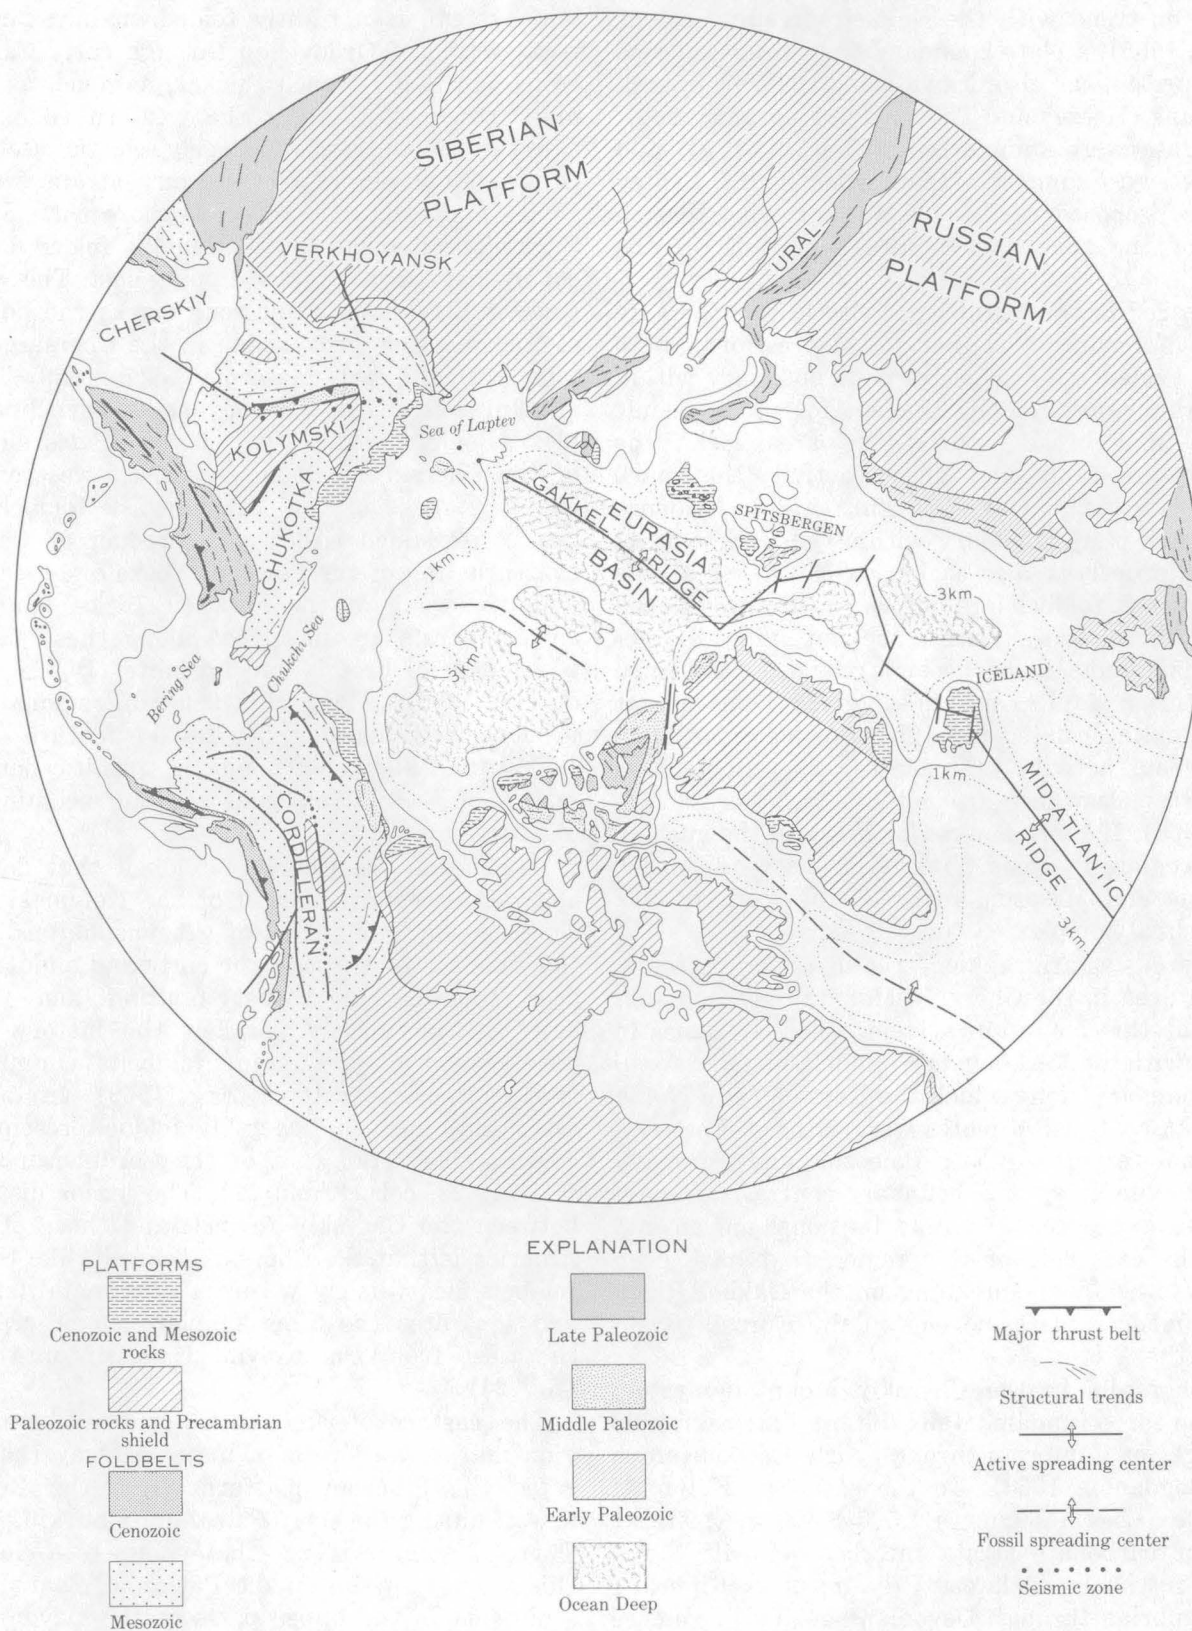 SIBERIAN
PLATFORM
RUSSIAN
PLATFORM
URAL
VERKHOYANSK
CHERSKIY
KOLYMSKI
CHUKOTKA
Sea of Laptev
GAKKEL RIDGE
EURASIA
BASIN
SPITSBERGEN
1km
3km
3km
Bering Sea
Chukchi Sea
ICELAND
1km
MID-ATLANTIC
RIDGE
3km
CORDILLERAN
EXPLANATION
PLATFORMS
Cenozoic and Mesozoic
rocks
Paleozoic rocks and Precambrian
shield
FOLDBELTS
Cenozoic
Mesozoic
Late Paleozoic
Middle Paleozoic
Early Paleozoic
Ocean Deep
Major thrust belt
Structural trends
Active spreading center
Fossil spreading center
Seismic zone